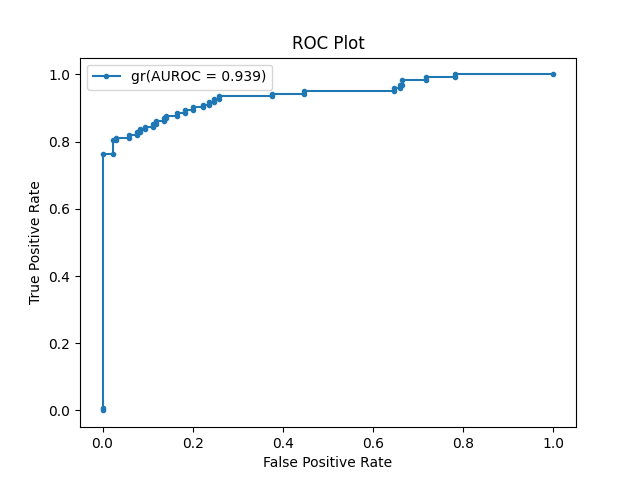 ROC Plot
gr(AUROC = 0.939)
1.0
0.8
0.6
0.4
0.2
0.0
True Positive Rate
0.0 0.2 0.4 0.6 0.8 1.0
False Positive Rate